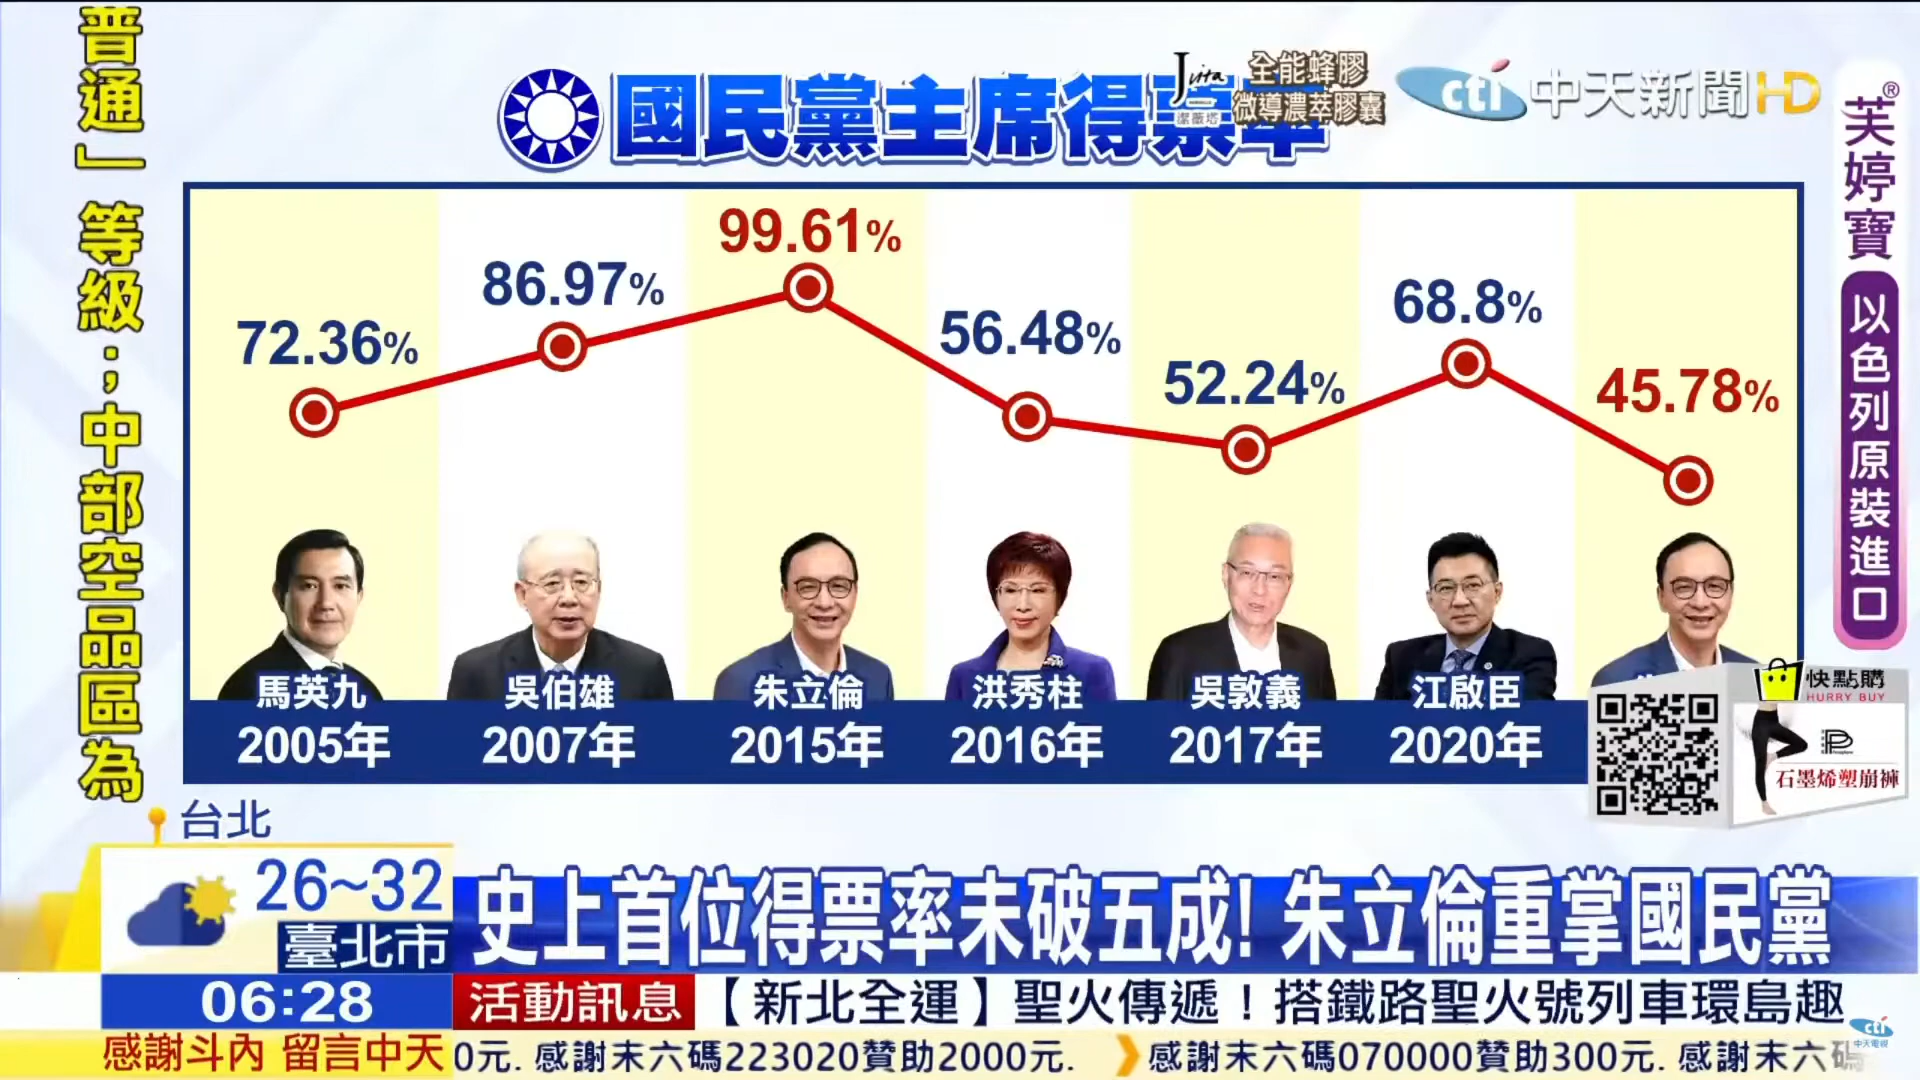 普通」等級；中部空品區為
國民黨主席得票率
Jvita
潔薇塔
全能蜂膠
微導濃萃膠囊
cti 中天新聞HD
芙婷寶®
以色列原裝進口
72.36%
86.97%
99.61%
56.48%
52.24%
68.8%
45.78%
馬英九
吳伯雄
朱立倫
洪秀柱
吳敦義
江啟臣
2005年
2007年
2015年
2016年
2017年
2020年
快點購
HURRY BUY
石墨烯塑崩褲
台北
26~32
臺北市
史上首位得票率未破五成! 朱立倫重掌國民黨
06:28
活動訊息
【新北全運】聖火傳遞！搭鐵路聖火號列車環島趣
感謝斗內 留言中天
0元. 感謝末六碼223020贊助2000元. 感謝末六碼070000贊助300元. 感謝末六碼
cti
中天電視